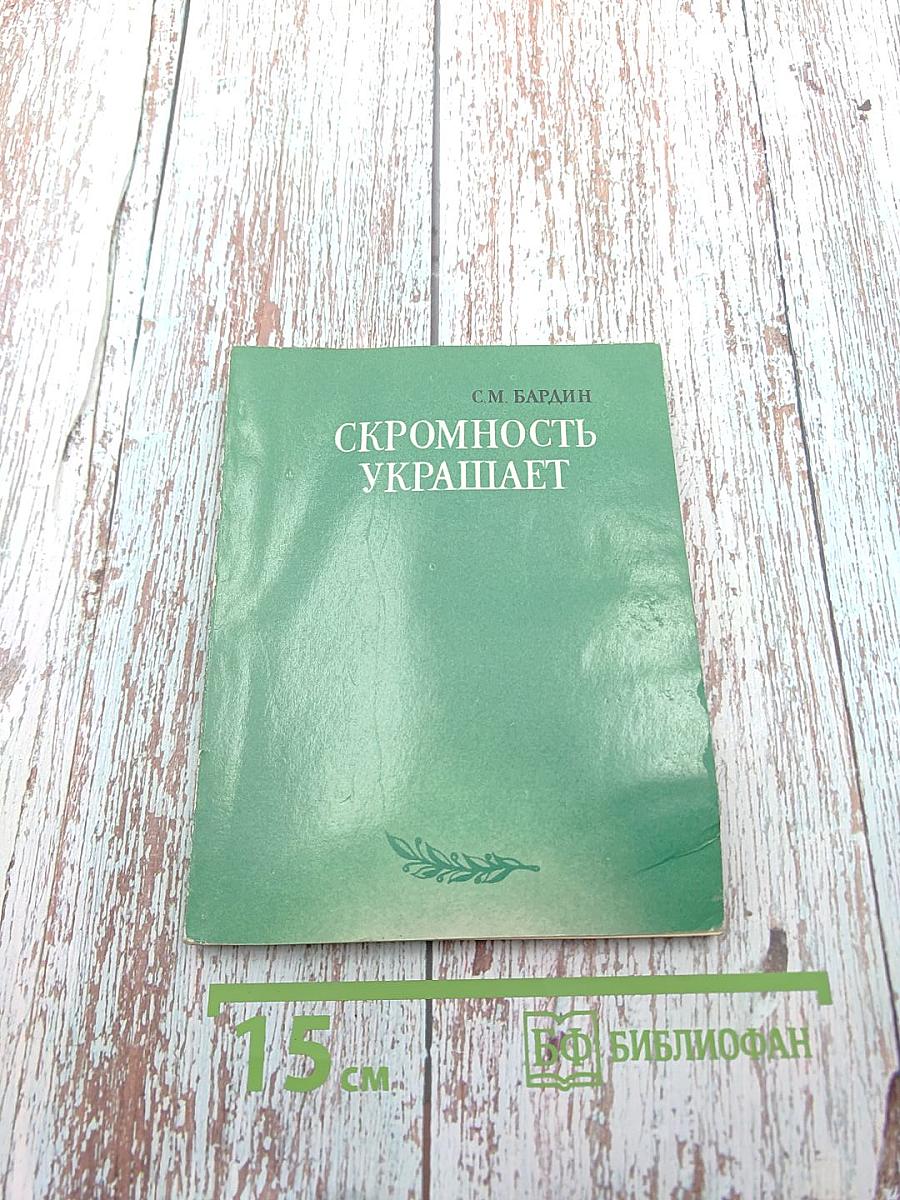 С.М. БАРДИН
СКРОМНОСТЬ
УКРАШАЕТ
15 см
БФ БИБЛИОФАН